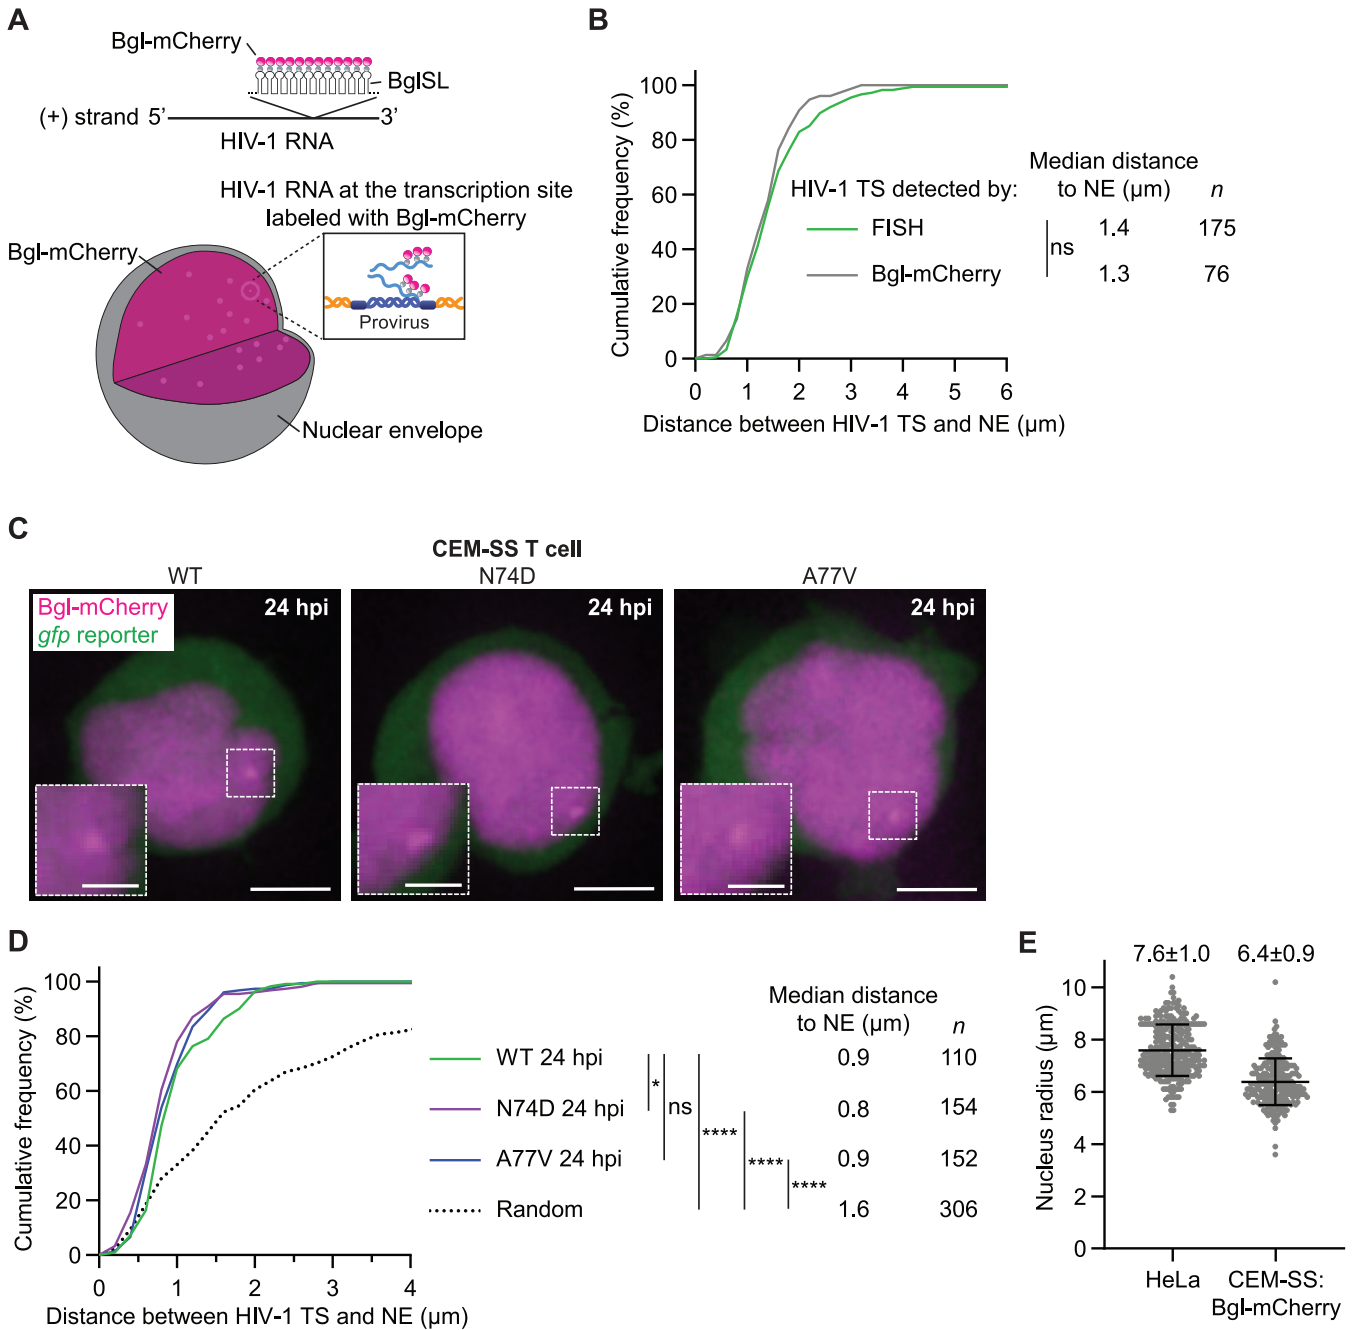 A
Bgl-mCherry
BglSL
(+) strand 5’
3’
HIV-1 RNA
HIV-1 RNA at the transcription site
labeled with Bgl-mCherry
Bgl-mCherry
Provirus
Nuclear envelope
B
Cumulative frequency (%)
100
80
60
40
20
0
0 1 2 3 4 5 6
Distance between HIV-1 TS and NE (µm)
Median distance
HIV-1 TS detected by: to NE (µm) n
FISH 1.4 175
ns
Bgl-mCherry 1.3 76
C
CEM-SS T cell
WT N74D A77V
Bgl-mCherry
gfp reporter
24 hpi 24 hpi 24 hpi
D
Cumulative frequency (%)
100
80
60
40
20
0
0 1 2 3 4
Distance between HIV-1 TS and NE (µm)
Median distance
to NE (µm) n
WT 24 hpi 0.9 110
N74D 24 hpi 0.8 154
A77V 24 hpi 0.9 152
Random 1.6 306
*
ns
****
****
****
E
7.6±1.0 6.4±0.9
Nucleus radius (µm)
10
8
6
4
2
0
HeLa CEM-SS:
Bgl-mCherry